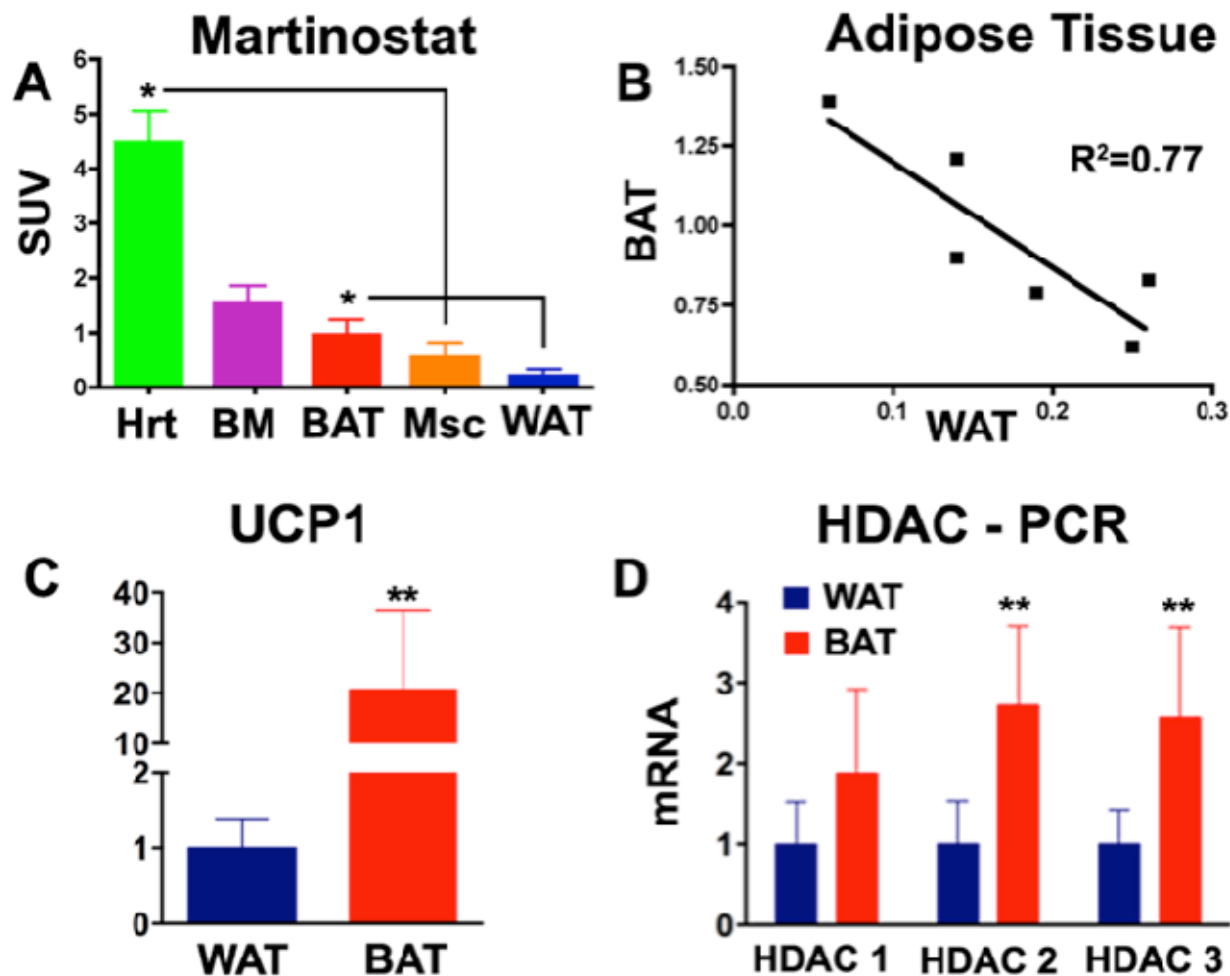 Martinostat
A
SUV
6
5
4
3
2
1
0
*
*
Hrt BM BAT Msc WAT
Adipose Tissue
B
BAT
1.50
1.25
1.00
0.75
0.50
R²=0.77
0.0 0.1 0.2 0.3
WAT
UCP1
C
40
30
20
10
2
1
0
**
WAT BAT
HDAC - PCR
D
mRNA
4
3
2
1
0
WAT
BAT
** **
HDAC 1 HDAC 2 HDAC 3